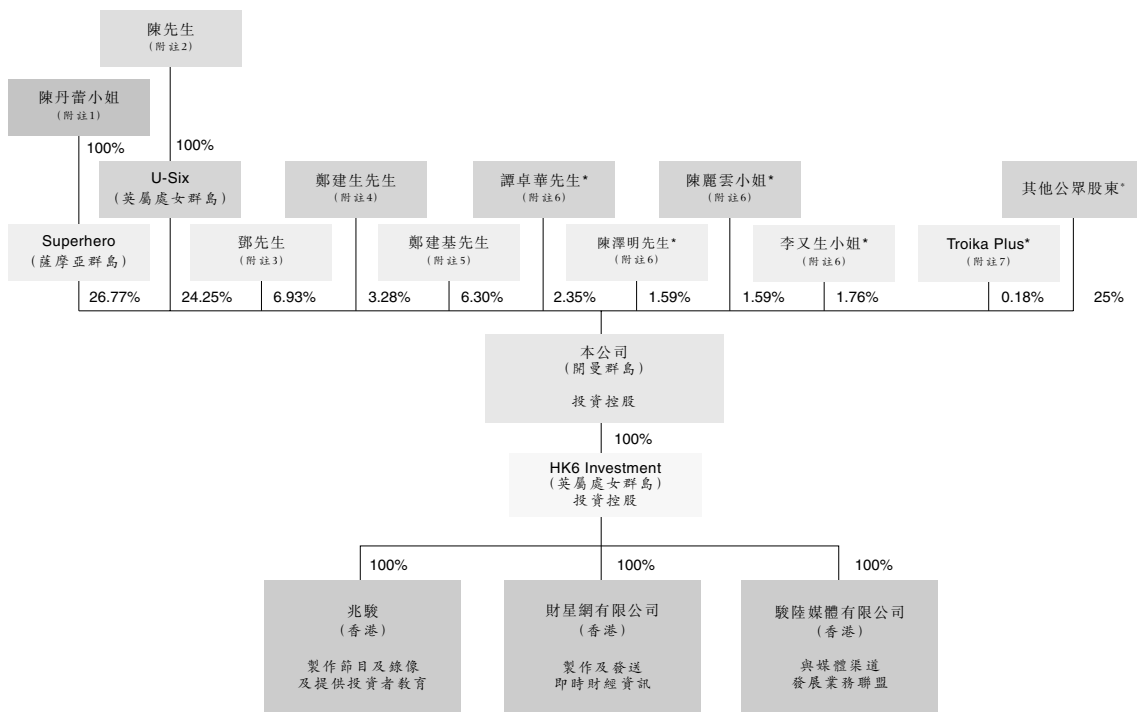 陳先生
(附註2)
陳丹蕾小姐
(附註1)
100%
100%
U-Six
(英屬處女群島)
鄭建生先生
(附註4)
譚卓華先生*
(附註6)
陳麗雲小姐*
(附註6)
其他公眾股東*
Superhero
(薩摩亞群島)
鄧先生
(附註3)
鄭建基先生
(附註5)
陳澤明先生*
(附註6)
李又生小姐*
(附註6)
Troika Plus*
(附註7)
26.77%
24.25%
6.93%
3.28%
6.30%
2.35%
1.59%
1.59%
1.76%
0.18%
25%
本公司
(開曼群島)
投資控股
100%
HK6 Investment
(英屬處女群島)
投資控股
100%
100%
100%
兆駿
(香港)
製作節目及錄像
及提供投資者教育
財星網有限公司
(香港)
製作及發送
即時財經資訊
駿陸媒體有限公司
(香港)
與媒體渠道
發展業務聯盟